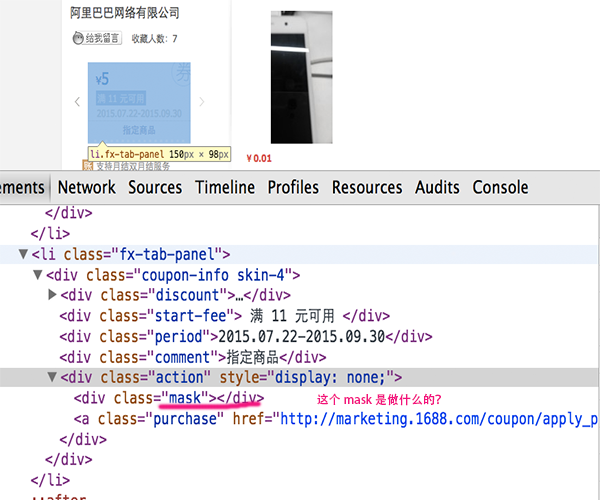 阿里巴巴网络有限公司
给我留言 收藏人数：7
券
¥5
满 11 元可用
2015.07.22-2015.09.30
指定商品
li.fx-tab-panel 150px × 98px
支持月结双月结服务
¥ 0.01
ements Network Sources Timeline Profiles Resources Audits Console
</div>
</li>
▼<li class="fx-tab-panel">
▼<div class="coupon-info skin-4">
▶<div class="discount">…</div>
<div class="start-fee"> 满 11 元可用 </div>
<div class="period">2015.07.22-2015.09.30</div>
<div class="comment">指定商品</div>
▼<div class="action" style="display: none;">
<div class="mask"></div> 这个 mask 是做什么的?
<a class="purchase" href="http://marketing.1688.com/coupon/apply_p
</div>
</div>
</li>
::after